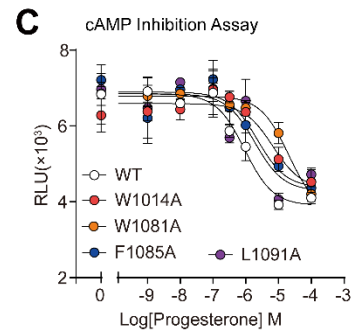 C cAMP Inhibition Assay
RLU(×10³)
8
6
4
2
WT
W1014A
W1081A
F1085A
L1091A
0 -9 -8 -7 -6 -5 -4 -3
Log[Progesterone] M